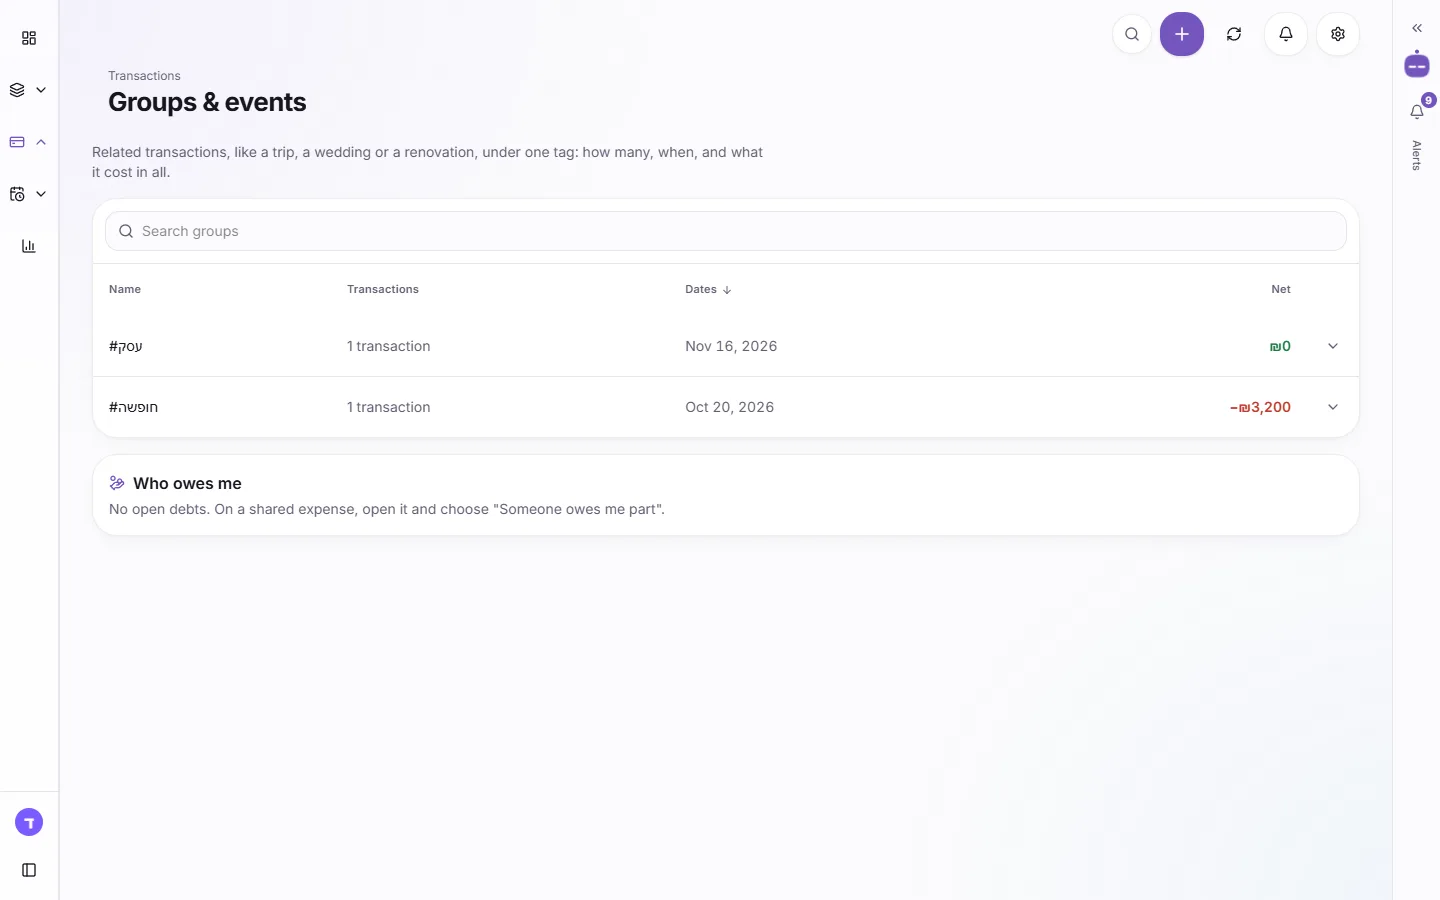 Transactions
Groups & events
Related transactions, like a trip, a wedding or a renovation, under one tag: how many, when, and what
it cost in all.
Search groups
Name Transactions Dates ↓ Net
#עסק 1 transaction Nov 16, 2026 ₪0
#חופשה 1 transaction Oct 20, 2026 −₪3,200
Who owes me
No open debts. On a shared expense, open it and choose "Someone owes me part".
9
Alerts
ד